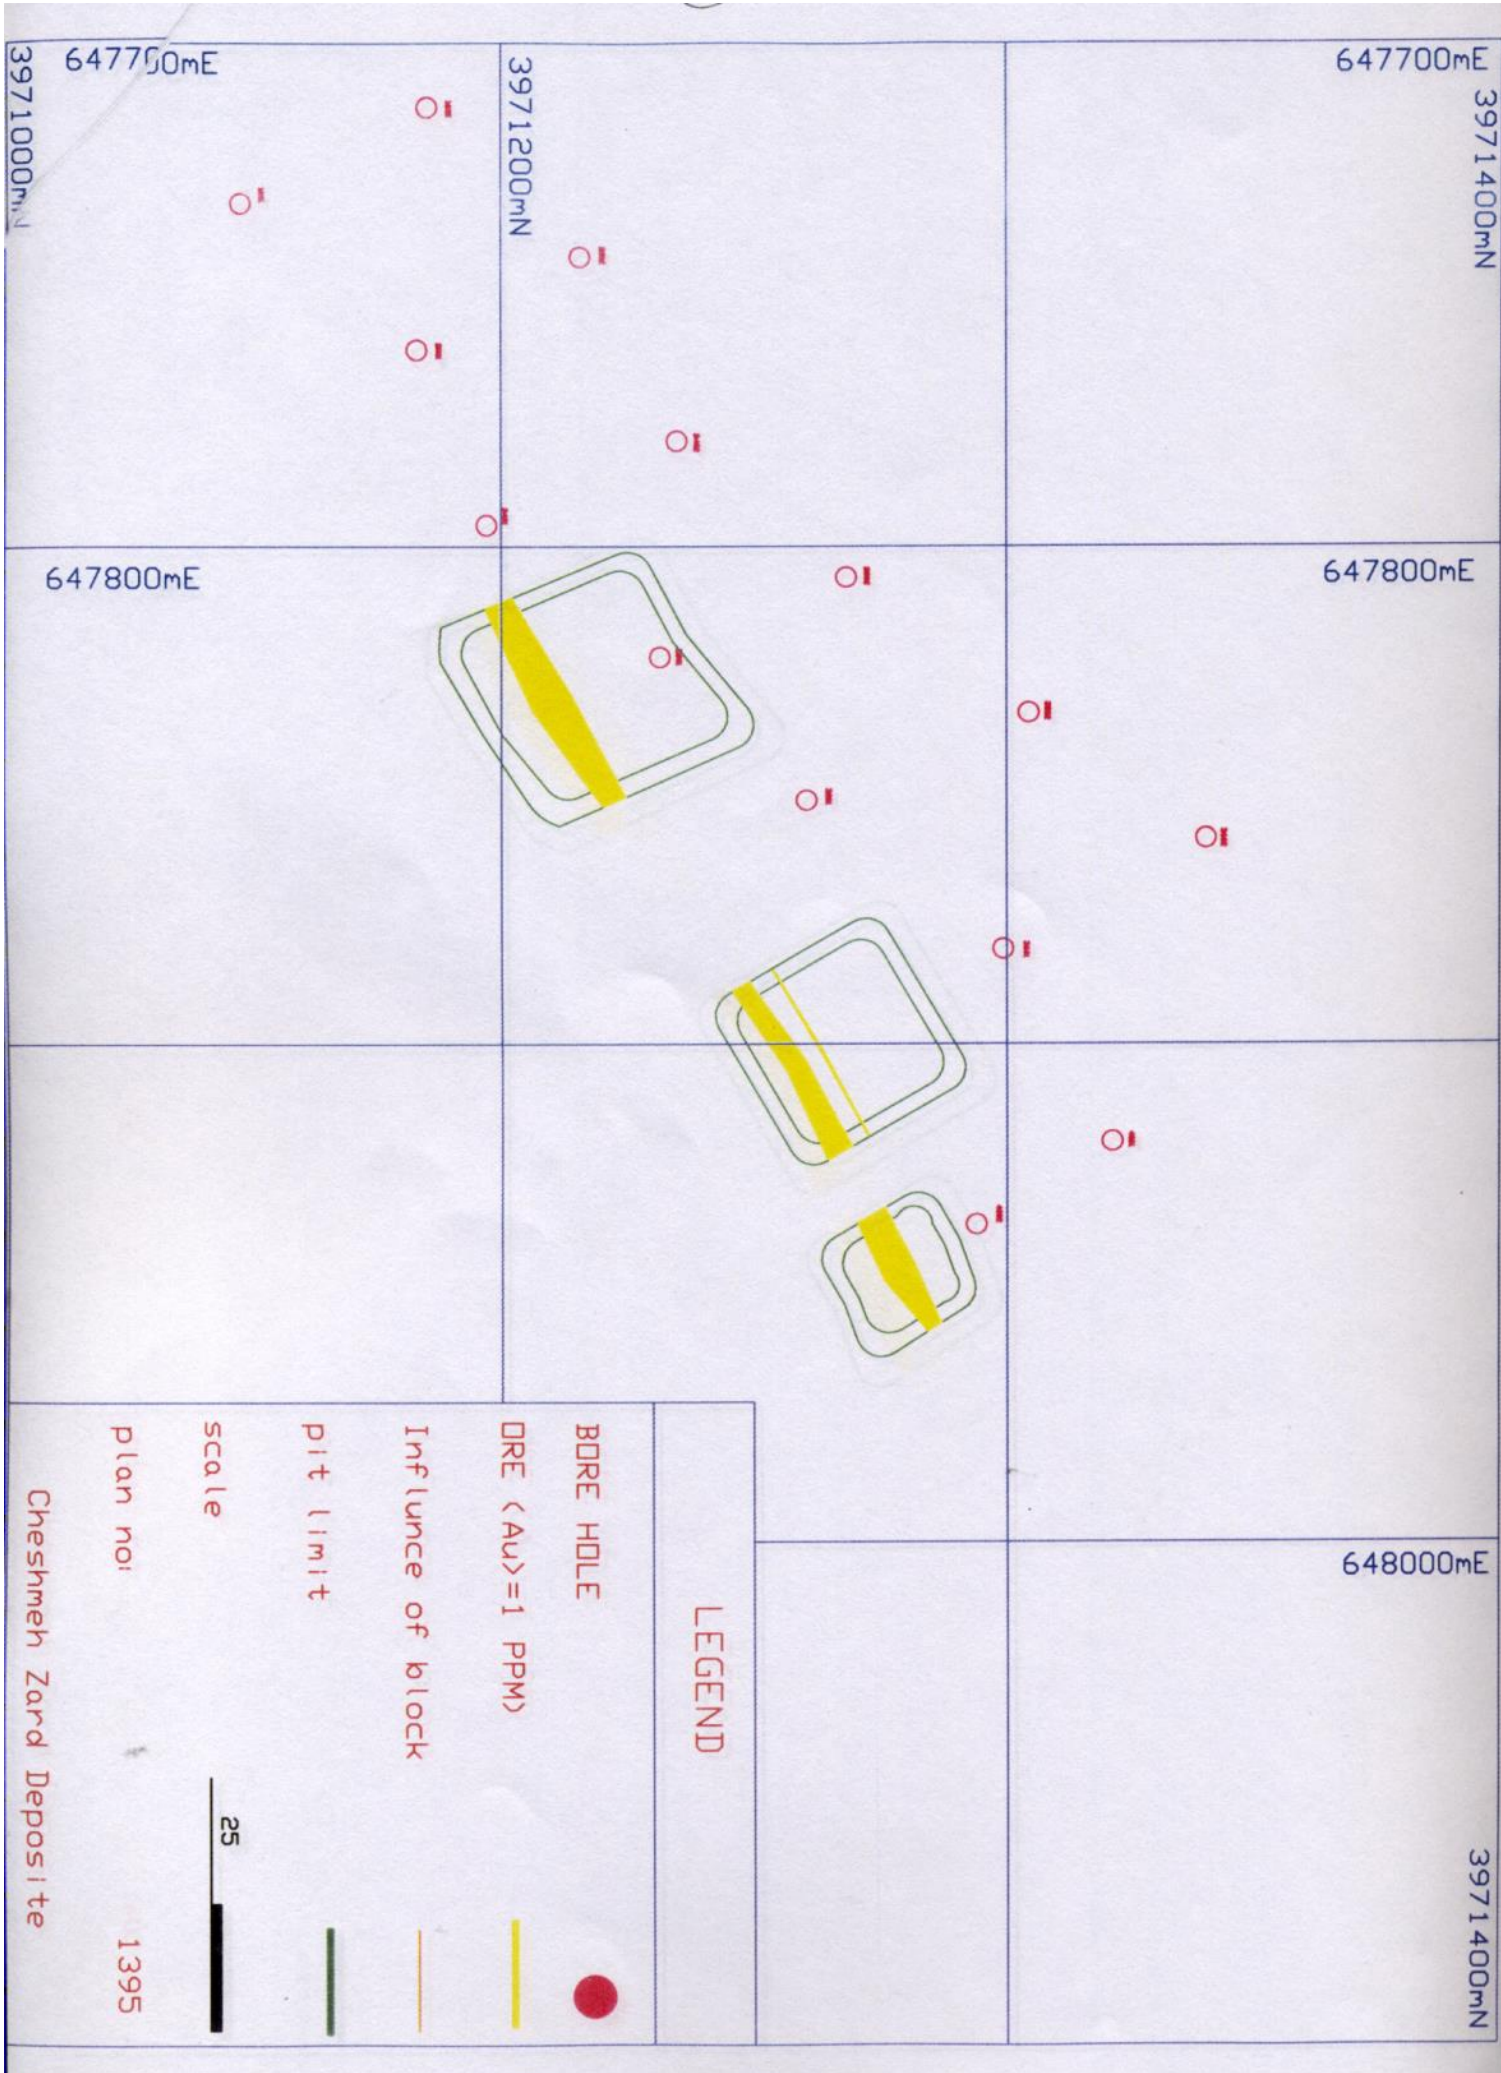 647700mE
647700mE
3971000mN
3971200mN
3971400mN
647800mE
647800mE
648000mE
3971400mN
LEGEND
BORE HOLE
ORE (Au>=1 PPM)
Influnce of block
pit limit
scale
25
plan no:
1395
Cheshmeh Zard Deposite